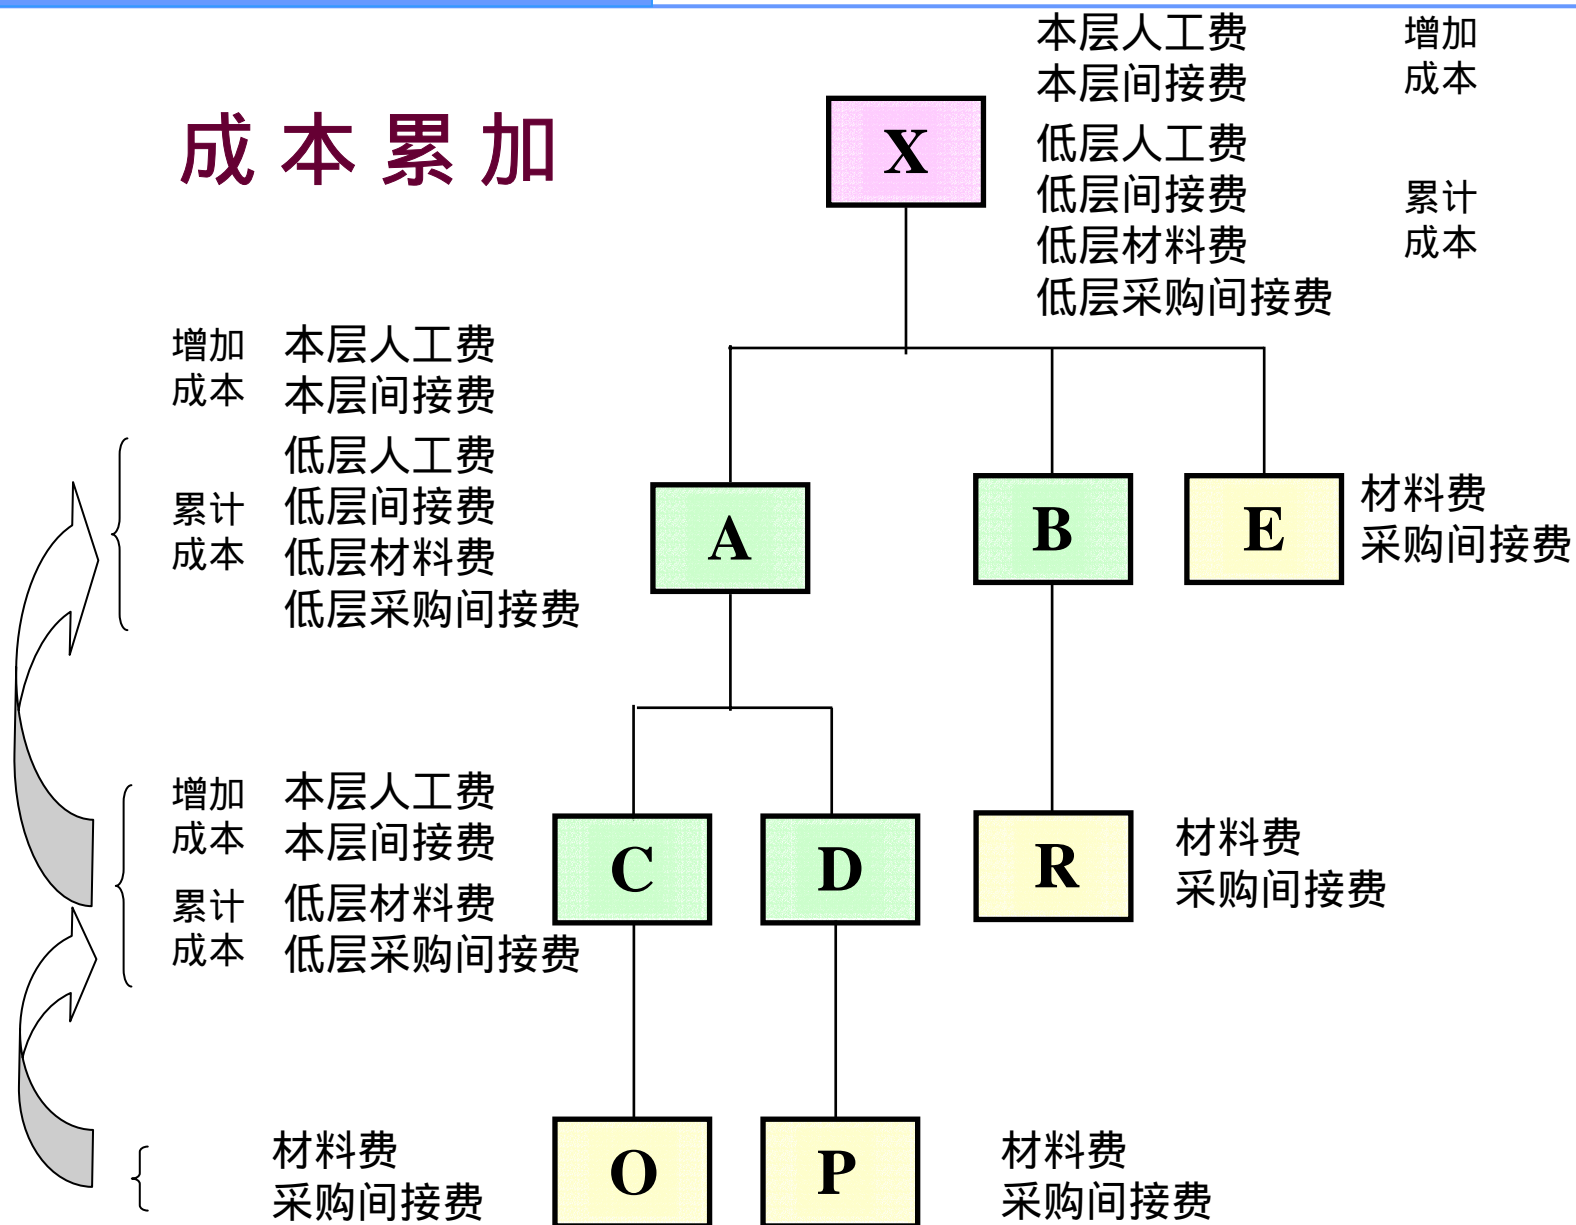 成本累加
本层人工费
本层间接费
增加
成本
X
低层人工费
低层间接费
低层材料费
低层采购间接费
累计
成本
增加
成本
本层人工费
本层间接费
累计
成本
低层人工费
低层间接费
低层材料费
低层采购间接费
A
B
E
材料费
采购间接费
增加
成本
本层人工费
本层间接费
累计
成本
低层材料费
低层采购间接费
C
D
R
材料费
采购间接费
材料费
采购间接费
O
P
材料费
采购间接费